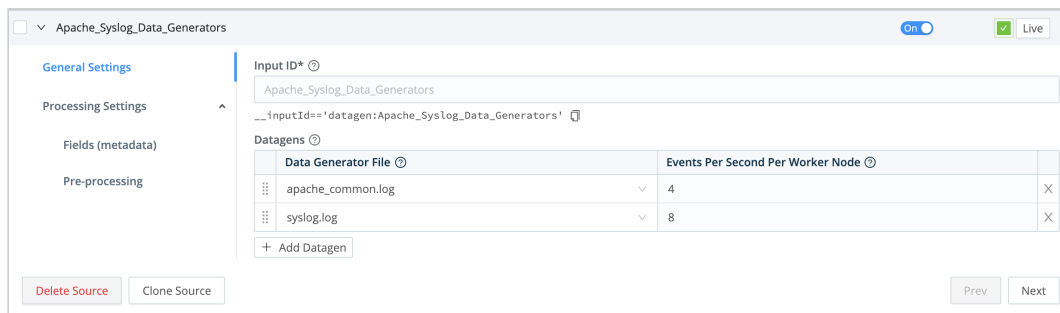 Apache_Syslog_Data_Generators
On
Live
General Settings
Processing Settings
Fields (metadata)
Pre-processing
Input ID*
Apache_Syslog_Data_Generators
__inputId=='datagen:Apache_Syslog_Data_Generators'
Datagens
Data Generator File
Events Per Second Per Worker Node
apache_common.log
4
X
syslog.log
8
X
+ Add Datagen
Delete Source
Clone Source
Prev
Next